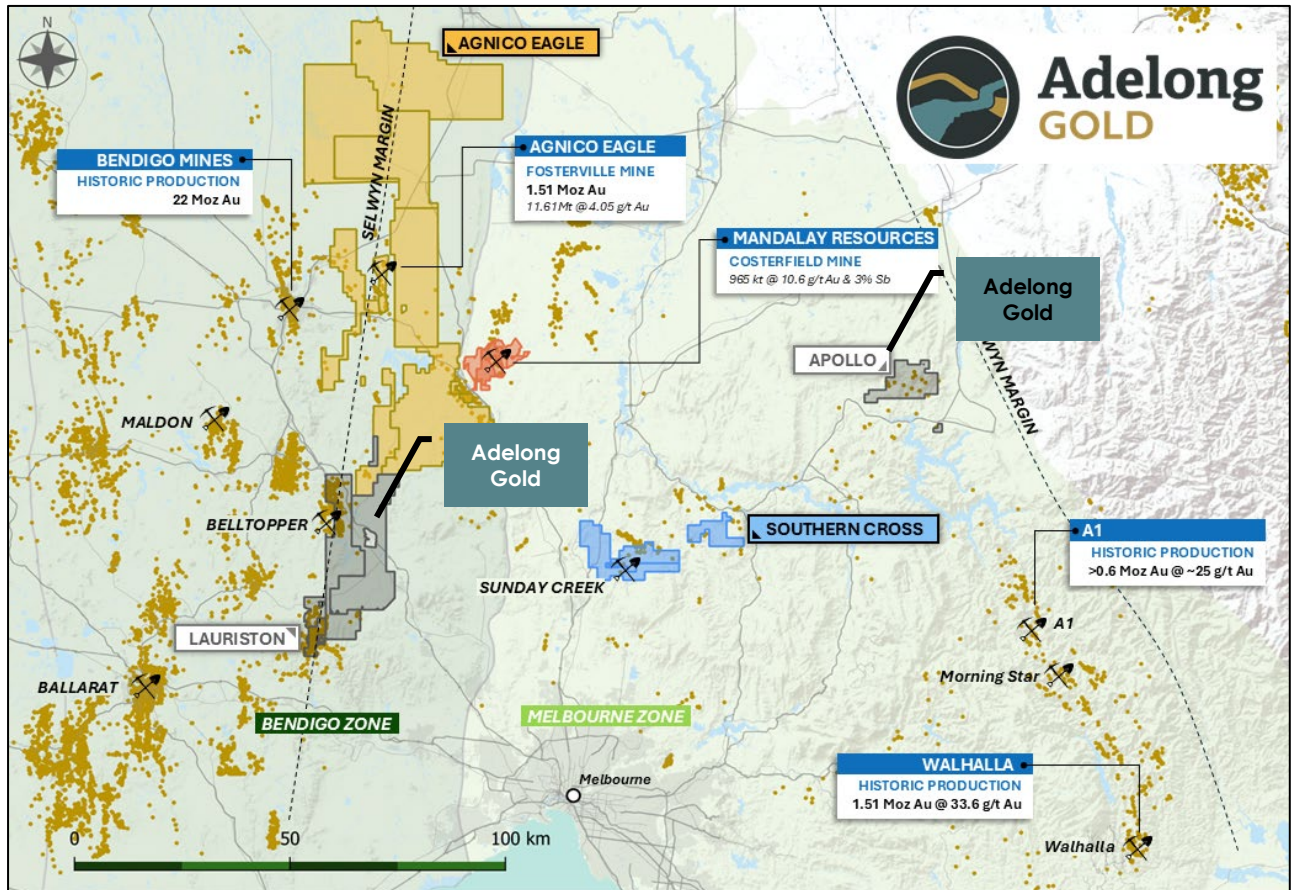 N
AGNICO EAGLE
Adelong
GOLD
BENDIGO MINES
HISTORIC PRODUCTION
22 Moz Au
SELWYN MARGIN
AGNICO EAGLE
FOSTERVILLE MINE
1.51 Moz Au
11.61Mt @ 4.05 g/t Au
MANDALAY RESOURCES
COSTERFIELD MINE
965 kt @ 10.6 g/t Au & 3% Sb
Adelong
Gold
APOLLO
WYN MARGIN
MALDON
Adelong
Gold
BELLTOPPER
SOUTHERN CROSS
SUNDAY CREEK
A1
HISTORIC PRODUCTION
>0.6 Moz Au @ ~25 g/t Au
LAURISTON
A1
Morning Star
BALLARAT
BENDIGO ZONE
MELBOURNE ZONE
WALHALLA
HISTORIC PRODUCTION
1.51 Moz Au @ 33.6 g/t Au
Melbourne
Walhalla
0
50
100 km